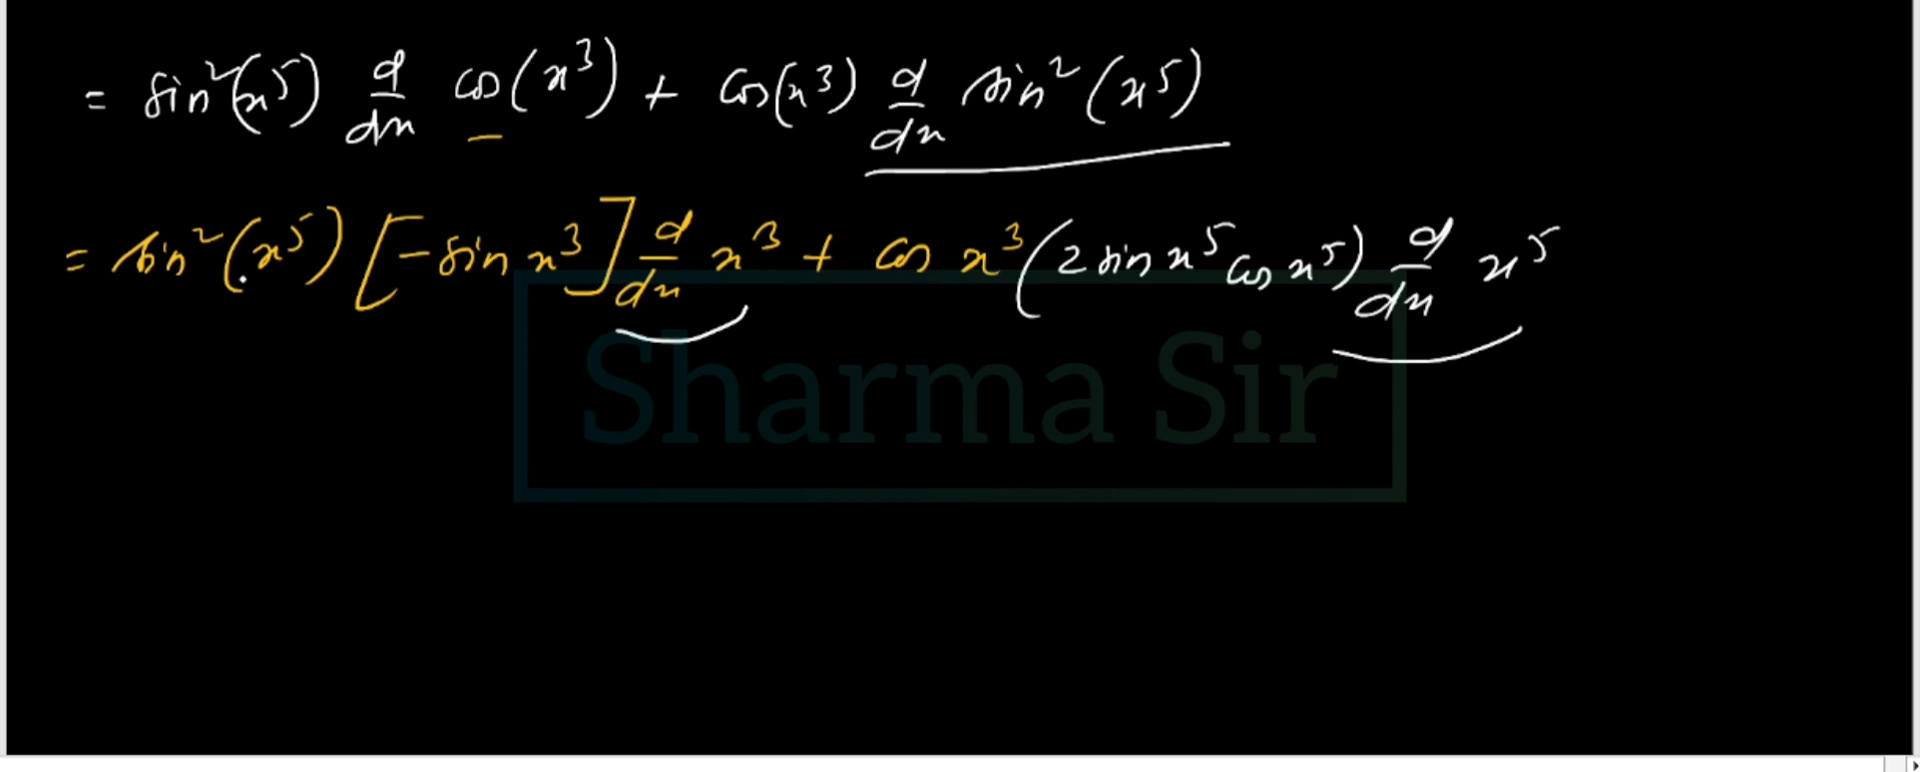 = sin²(x⁵) d/dx cos(x³) + cos(x³) d/dx sin²(x⁵)
= sin²(x⁵) [-sin x³] d/dx x³ + cos x³ (2 sin x⁵ cos x⁵) d/dx x⁵
Sharma Sir